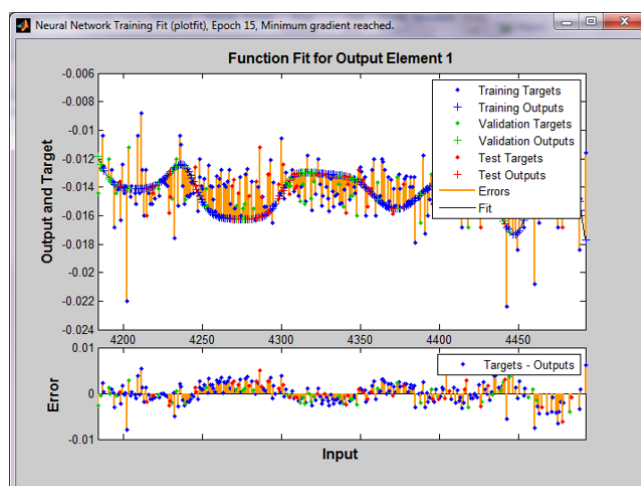 Neural Network Training Fit (plotfit), Epoch 15, Minimum gradient reached.
Function Fit for Output Element 1
-0.006
-0.008
-0.01
-0.012
-0.014
-0.016
-0.018
-0.02
-0.022
-0.024
Output and Target
Training Targets
Training Outputs
Validation Targets
Validation Outputs
Test Targets
Test Outputs
Errors
Fit
4200 4250 4300 4350 4400 4450
0.01
0
-0.01
Error
Targets - Outputs
Input